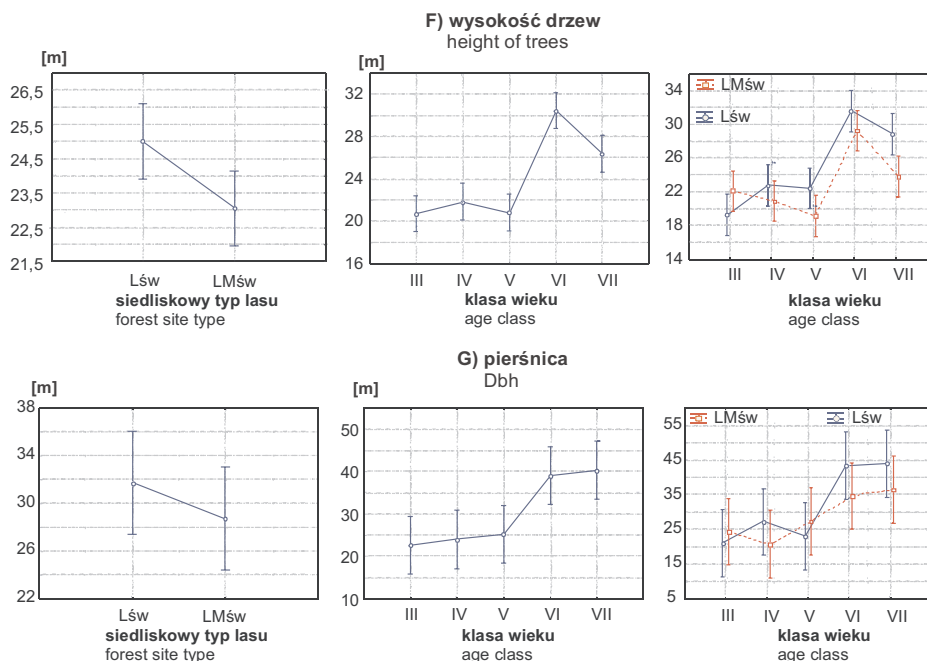 F) wysokość drzew
height of trees
[m]
26,5
25,5
24,5
23,5
22,5
21,5
Lśw
LMśw
siedliskowy typ lasu
forest site type
[m]
32
28
24
20
16
III
IV
V
VI
VII
klasa wieku
age class
34
30
26
22
18
14
LMśw
Lśw
III
IV
V
VI
VII
klasa wieku
age class
G) pierśnica
Dbh
[m]
38
34
30
26
22
Lśw
LMśw
siedliskowy typ lasu
forest site type
[m]
50
40
30
20
10
III
IV
V
VI
VII
klasa wieku
age class
55
45
35
25
15
5
LMśw
Lśw
III
IV
V
VI
VII
klasa wieku
age class